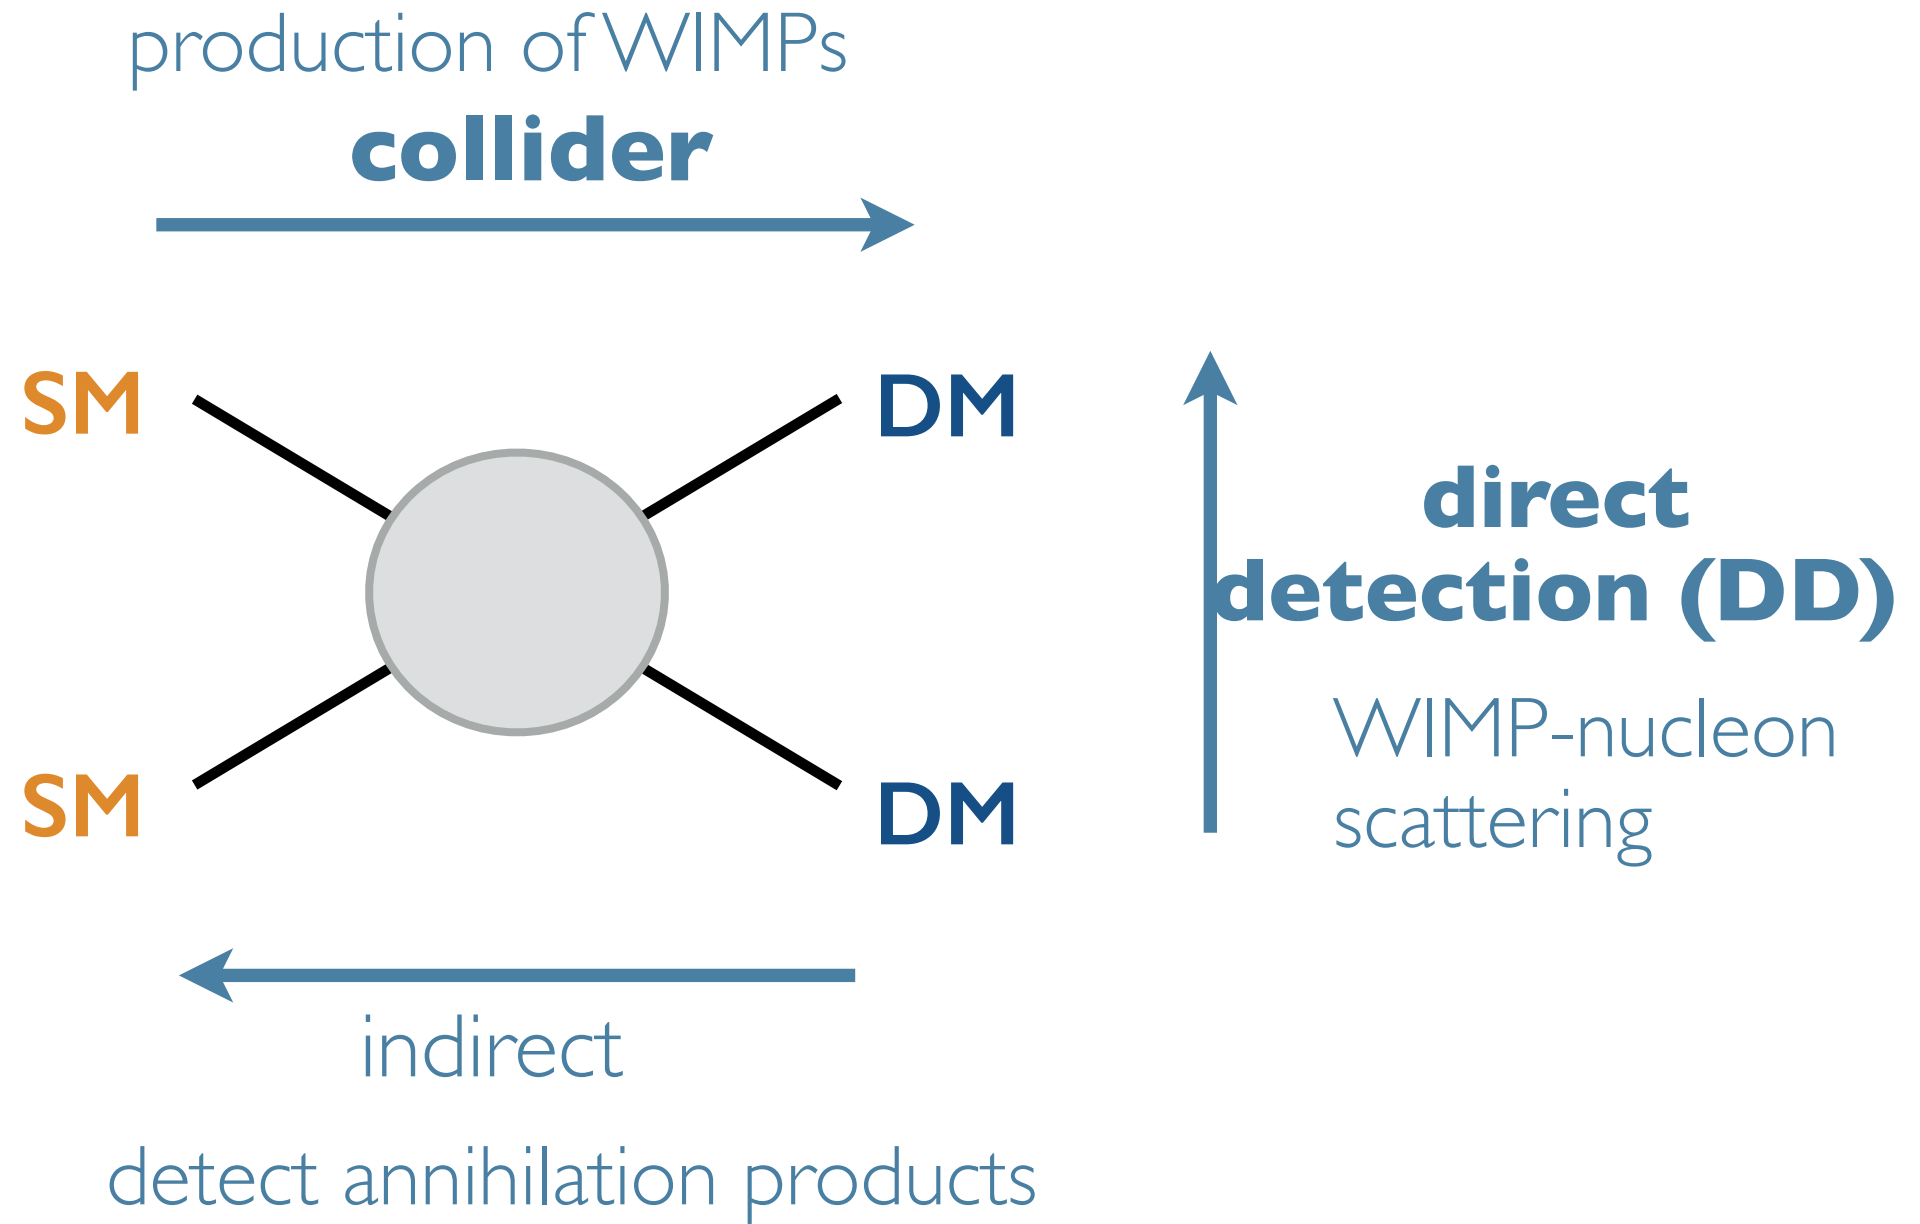 production of WIMPs
collider
SM
DM
direct
detection (DD)
WIMP-nucleon
scattering
SM
DM
indirect
detect annihilation products